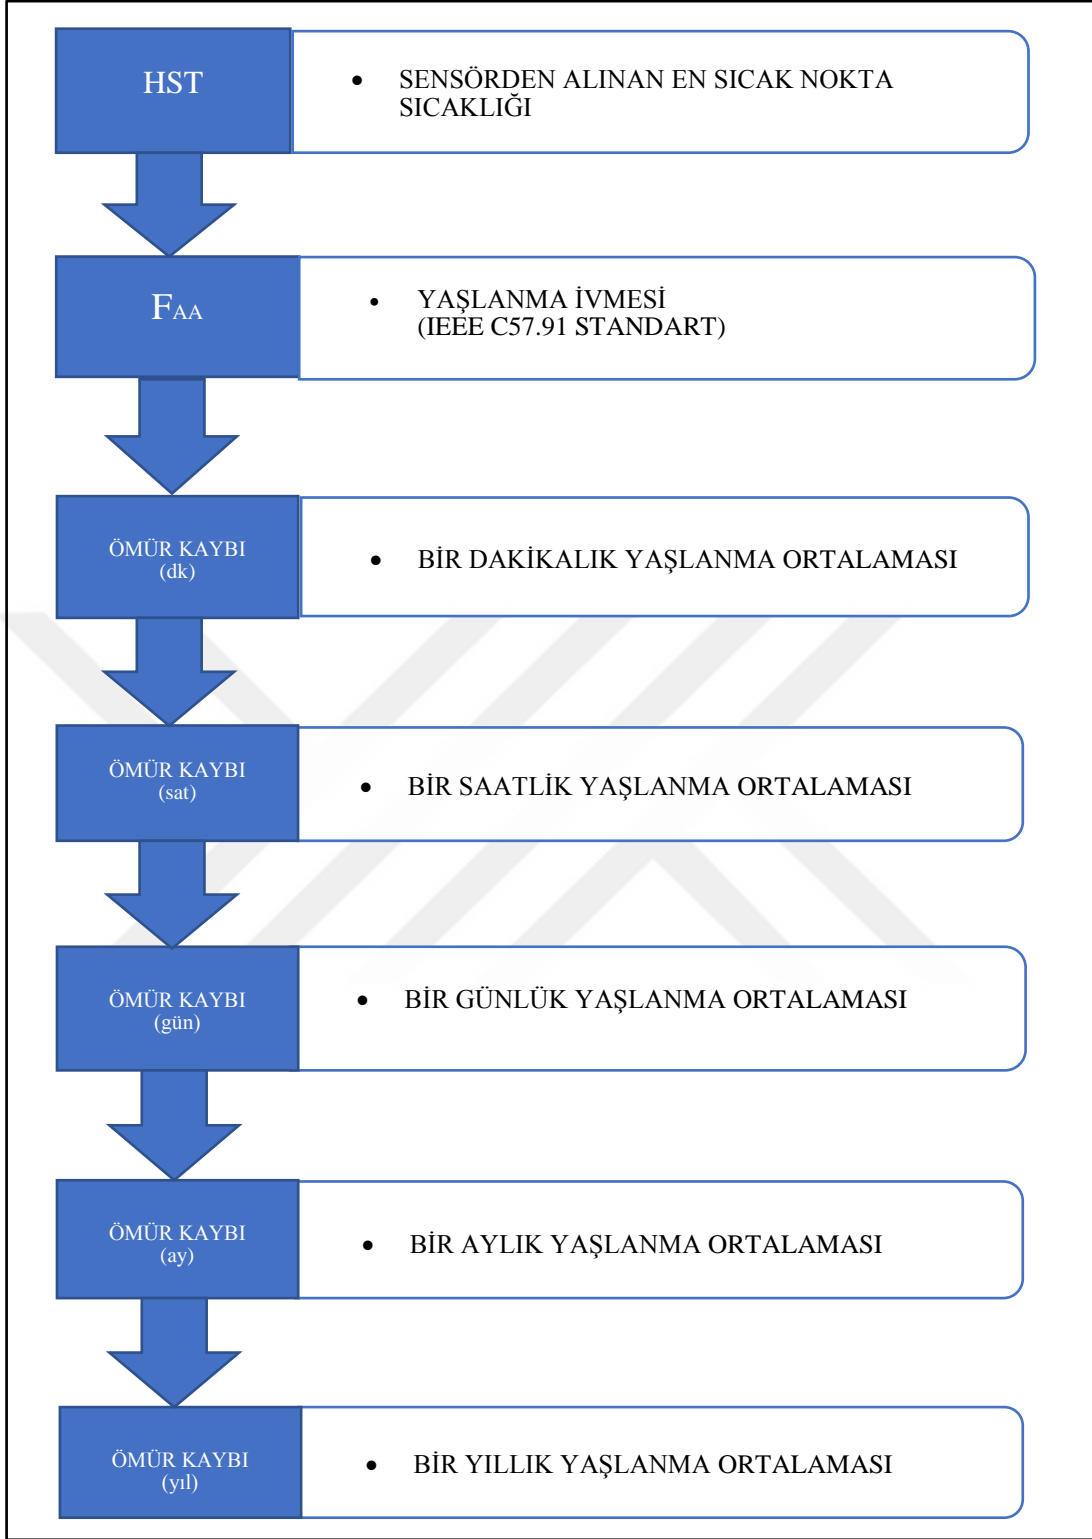 HST
• SENSÖRDEN ALINAN EN SICAK NOKTA
SICAKLIĞI
FAA
• YAŞLANMA İVMESİ
(IEEE C57.91 STANDART)
ÖMÜR KAYBI
(dk)
• BİR DAKİKALIK YAŞLANMA ORTALAMASI
ÖMÜR KAYBI
(sat)
• BİR SAATLİK YAŞLANMA ORTALAMASI
ÖMÜR KAYBI
(gün)
• BİR GÜNLÜK YAŞLANMA ORTALAMASI
ÖMÜR KAYBI
(ay)
• BİR AYLIK YAŞLANMA ORTALAMASI
ÖMÜR KAYBI
(yıl)
• BİR YILLIK YAŞLANMA ORTALAMASI